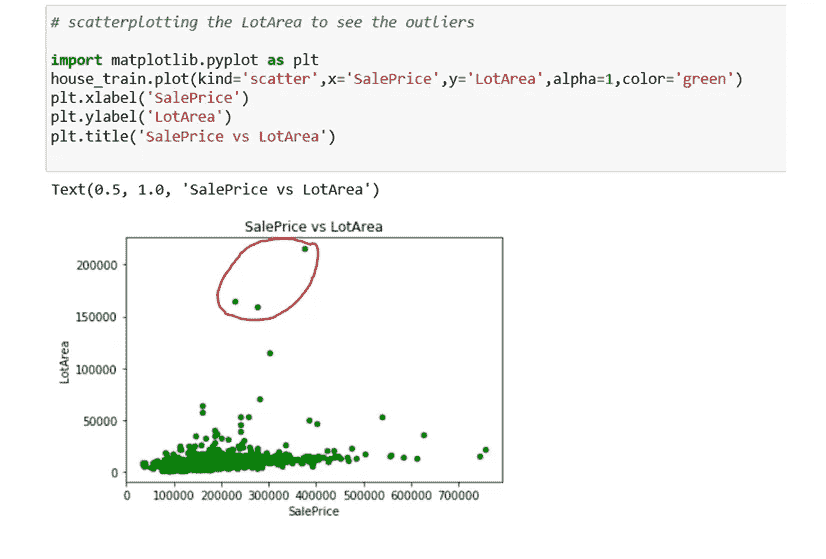 # scatterplotting the LotArea to see the outliers
import matplotlib.pyplot as plt
house_train.plot(kind='scatter',x='SalePrice',y='LotArea',alpha=1,color='green')
plt.xlabel('SalePrice')
plt.ylabel('LotArea')
plt.title('SalePrice vs LotArea')
Text(0.5, 1.0, 'SalePrice vs LotArea')
SalePrice vs LotArea
200000
150000
100000
50000
0
LotArea
0 100000 200000 300000 400000 500000 600000 700000
SalePrice